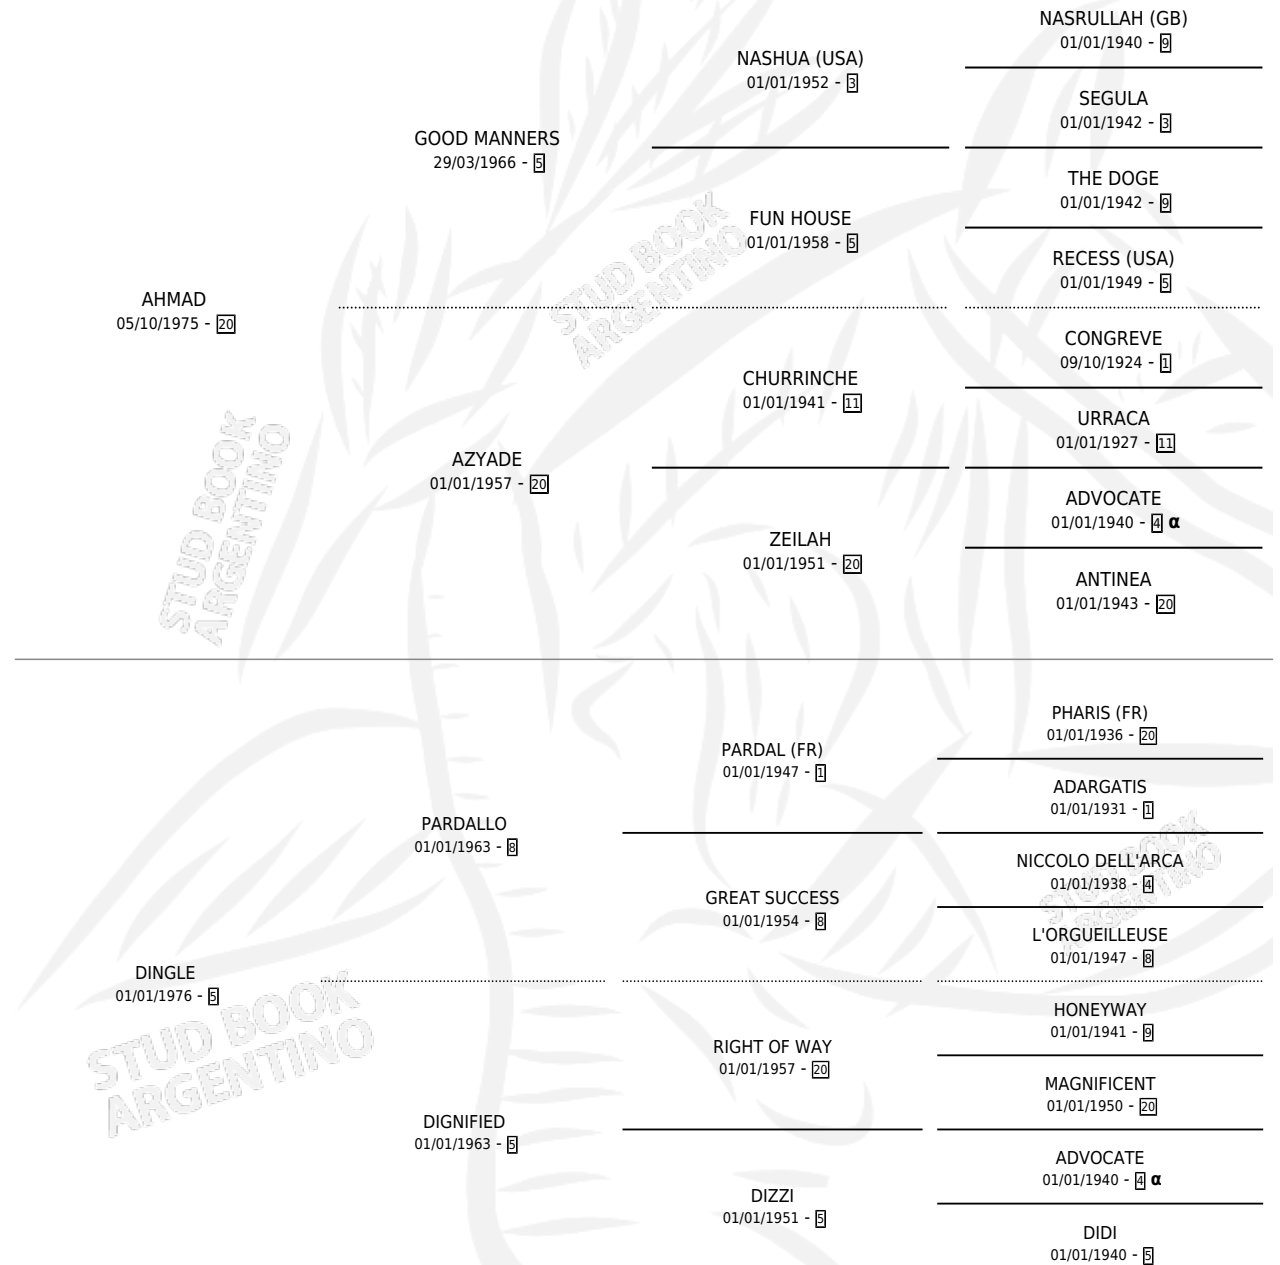 NASRULLAH (GB)
01/01/1940 - 9
NASHUA (USA)
01/01/1952 - 3
SEGULA
01/01/1942 - 3
GOOD MANNERS
29/03/1966 - 5
THE DOGE
01/01/1942 - 9
FUN HOUSE
01/01/1958 - 5
RECESS (USA)
01/01/1949 - 5
AHMAD
05/10/1975 - 20
CONGREVE
09/10/1924 - 1
CHURRINCHE
01/01/1941 - 11
URRACA
01/01/1927 - 11
AZYADE
01/01/1957 - 20
ADVOCATE
01/01/1940 - 4 α
ZEILAH
01/01/1951 - 20
ANTINEA
01/01/1943 - 20
PHARIS (FR)
01/01/1936 - 20
PARDAL (FR)
01/01/1947 - 1
ADARGATIS
01/01/1931 - 1
PARDALLO
01/01/1963 - 8
NICCOLO DELL'ARCA
01/01/1938 - 4
GREAT SUCCESS
01/01/1954 - 8
L'ORGUEILLEUSE
01/01/1947 - 8
DINGLE
01/01/1976 - 5
HONEYWAY
01/01/1941 - 9
RIGHT OF WAY
01/01/1957 - 20
MAGNIFICENT
01/01/1950 - 20
DIGNIFIED
01/01/1963 - 5
ADVOCATE
01/01/1940 - 4 α
DIZZI
01/01/1951 - 5
DIDI
01/01/1940 - 5
STUD BOOK
ARGENTINO
STUD BOOK
ARGENTINO
STUD BOOK
ARGENTINO
STUD BOOK
ARGENTINO